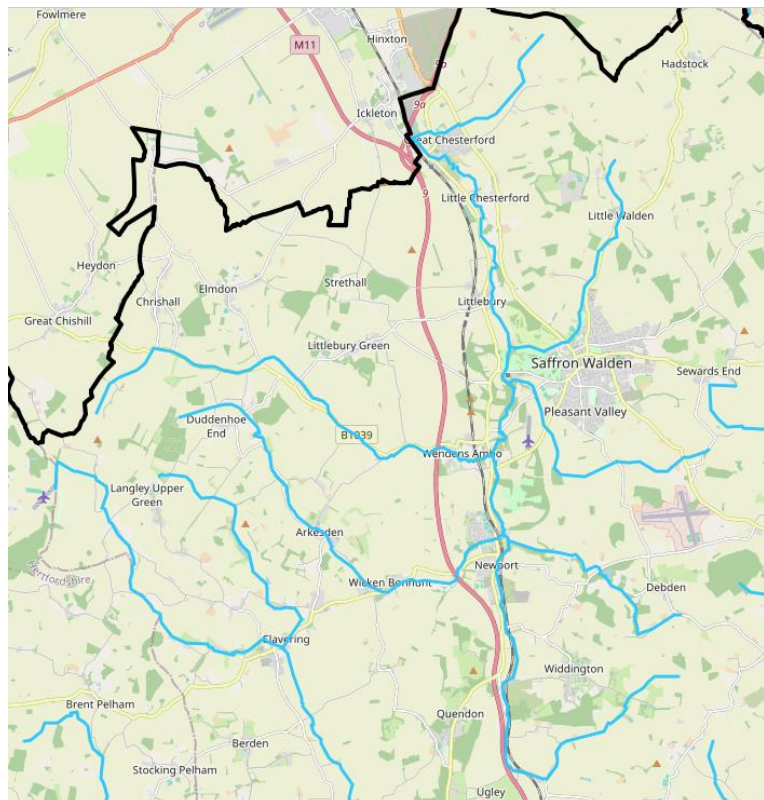 Fowlmere
Hinxton
M11
Hadstock
9b
Ickleton
9a
Great Chesterford
9
Little Chesterford
Little Walden
Heydon
Strethall
Elmdon
Chrishall
Littlebury
Great Chishill
Littlebury Green
Saffron Walden
Sewards End
Pleasant Valley
Duddenhoe
End
B1039
Wendens Ambo
Langley Upper
Green
Arkesden
Hertfordshire
Newport
Wicken Bonhunt
Debden
Clavering
Widdington
Brent Pelham
Quendon
Berden
Stocking Pelham
Ugley